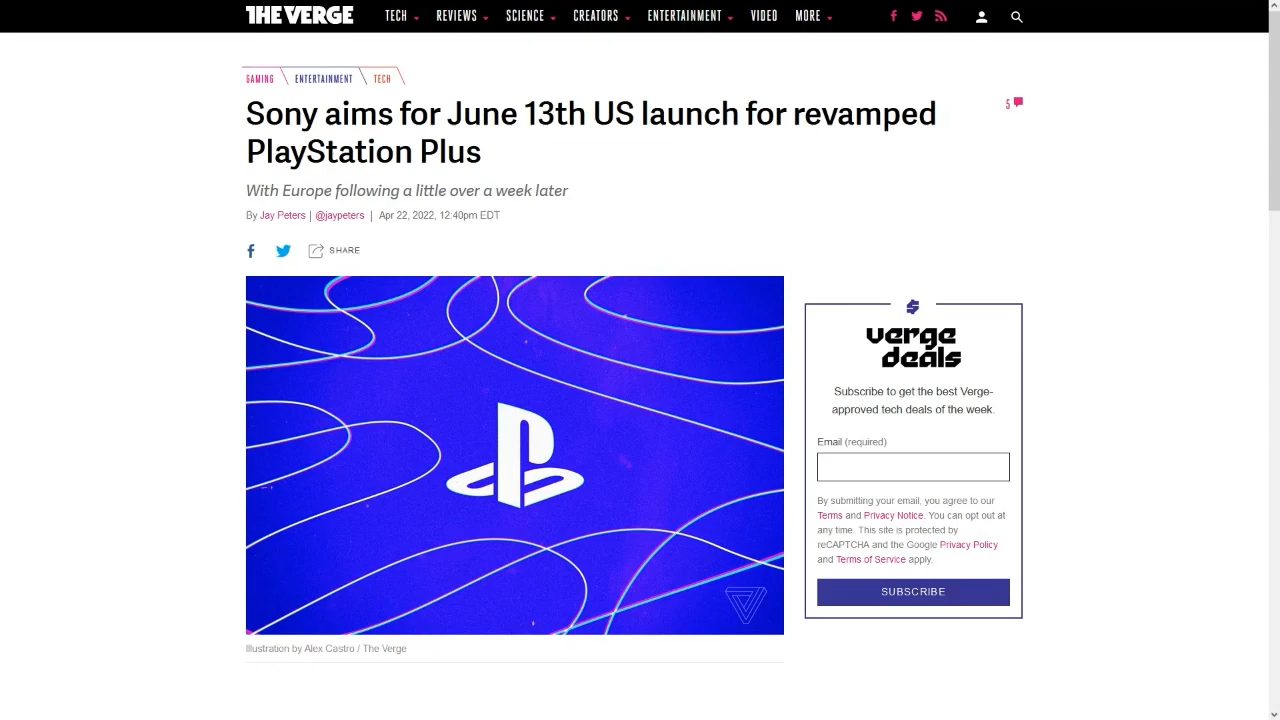 THE VERGE TECH REVIEWS SCIENCE CREATORS ENTERTAINMENT VIDEO MORE
GAMING ENTERTAINMENT TECH
Sony aims for June 13th US launch for revamped
PlayStation Plus
5
With Europe following a little over a week later
By Jay Peters | @jaypeters | Apr 22, 2022, 12:40pm EDT
SHARE
verge
deals
Subscribe to get the best Verge-
approved tech deals of the week.
Email (required)
By submitting your email, you agree to our
Terms and Privacy Notice. You can opt out at
any time. This site is protected by
reCAPTCHA and the Google Privacy Policy
and Terms of Service apply.
SUBSCRIBE
Illustration by Alex Castro / The Verge